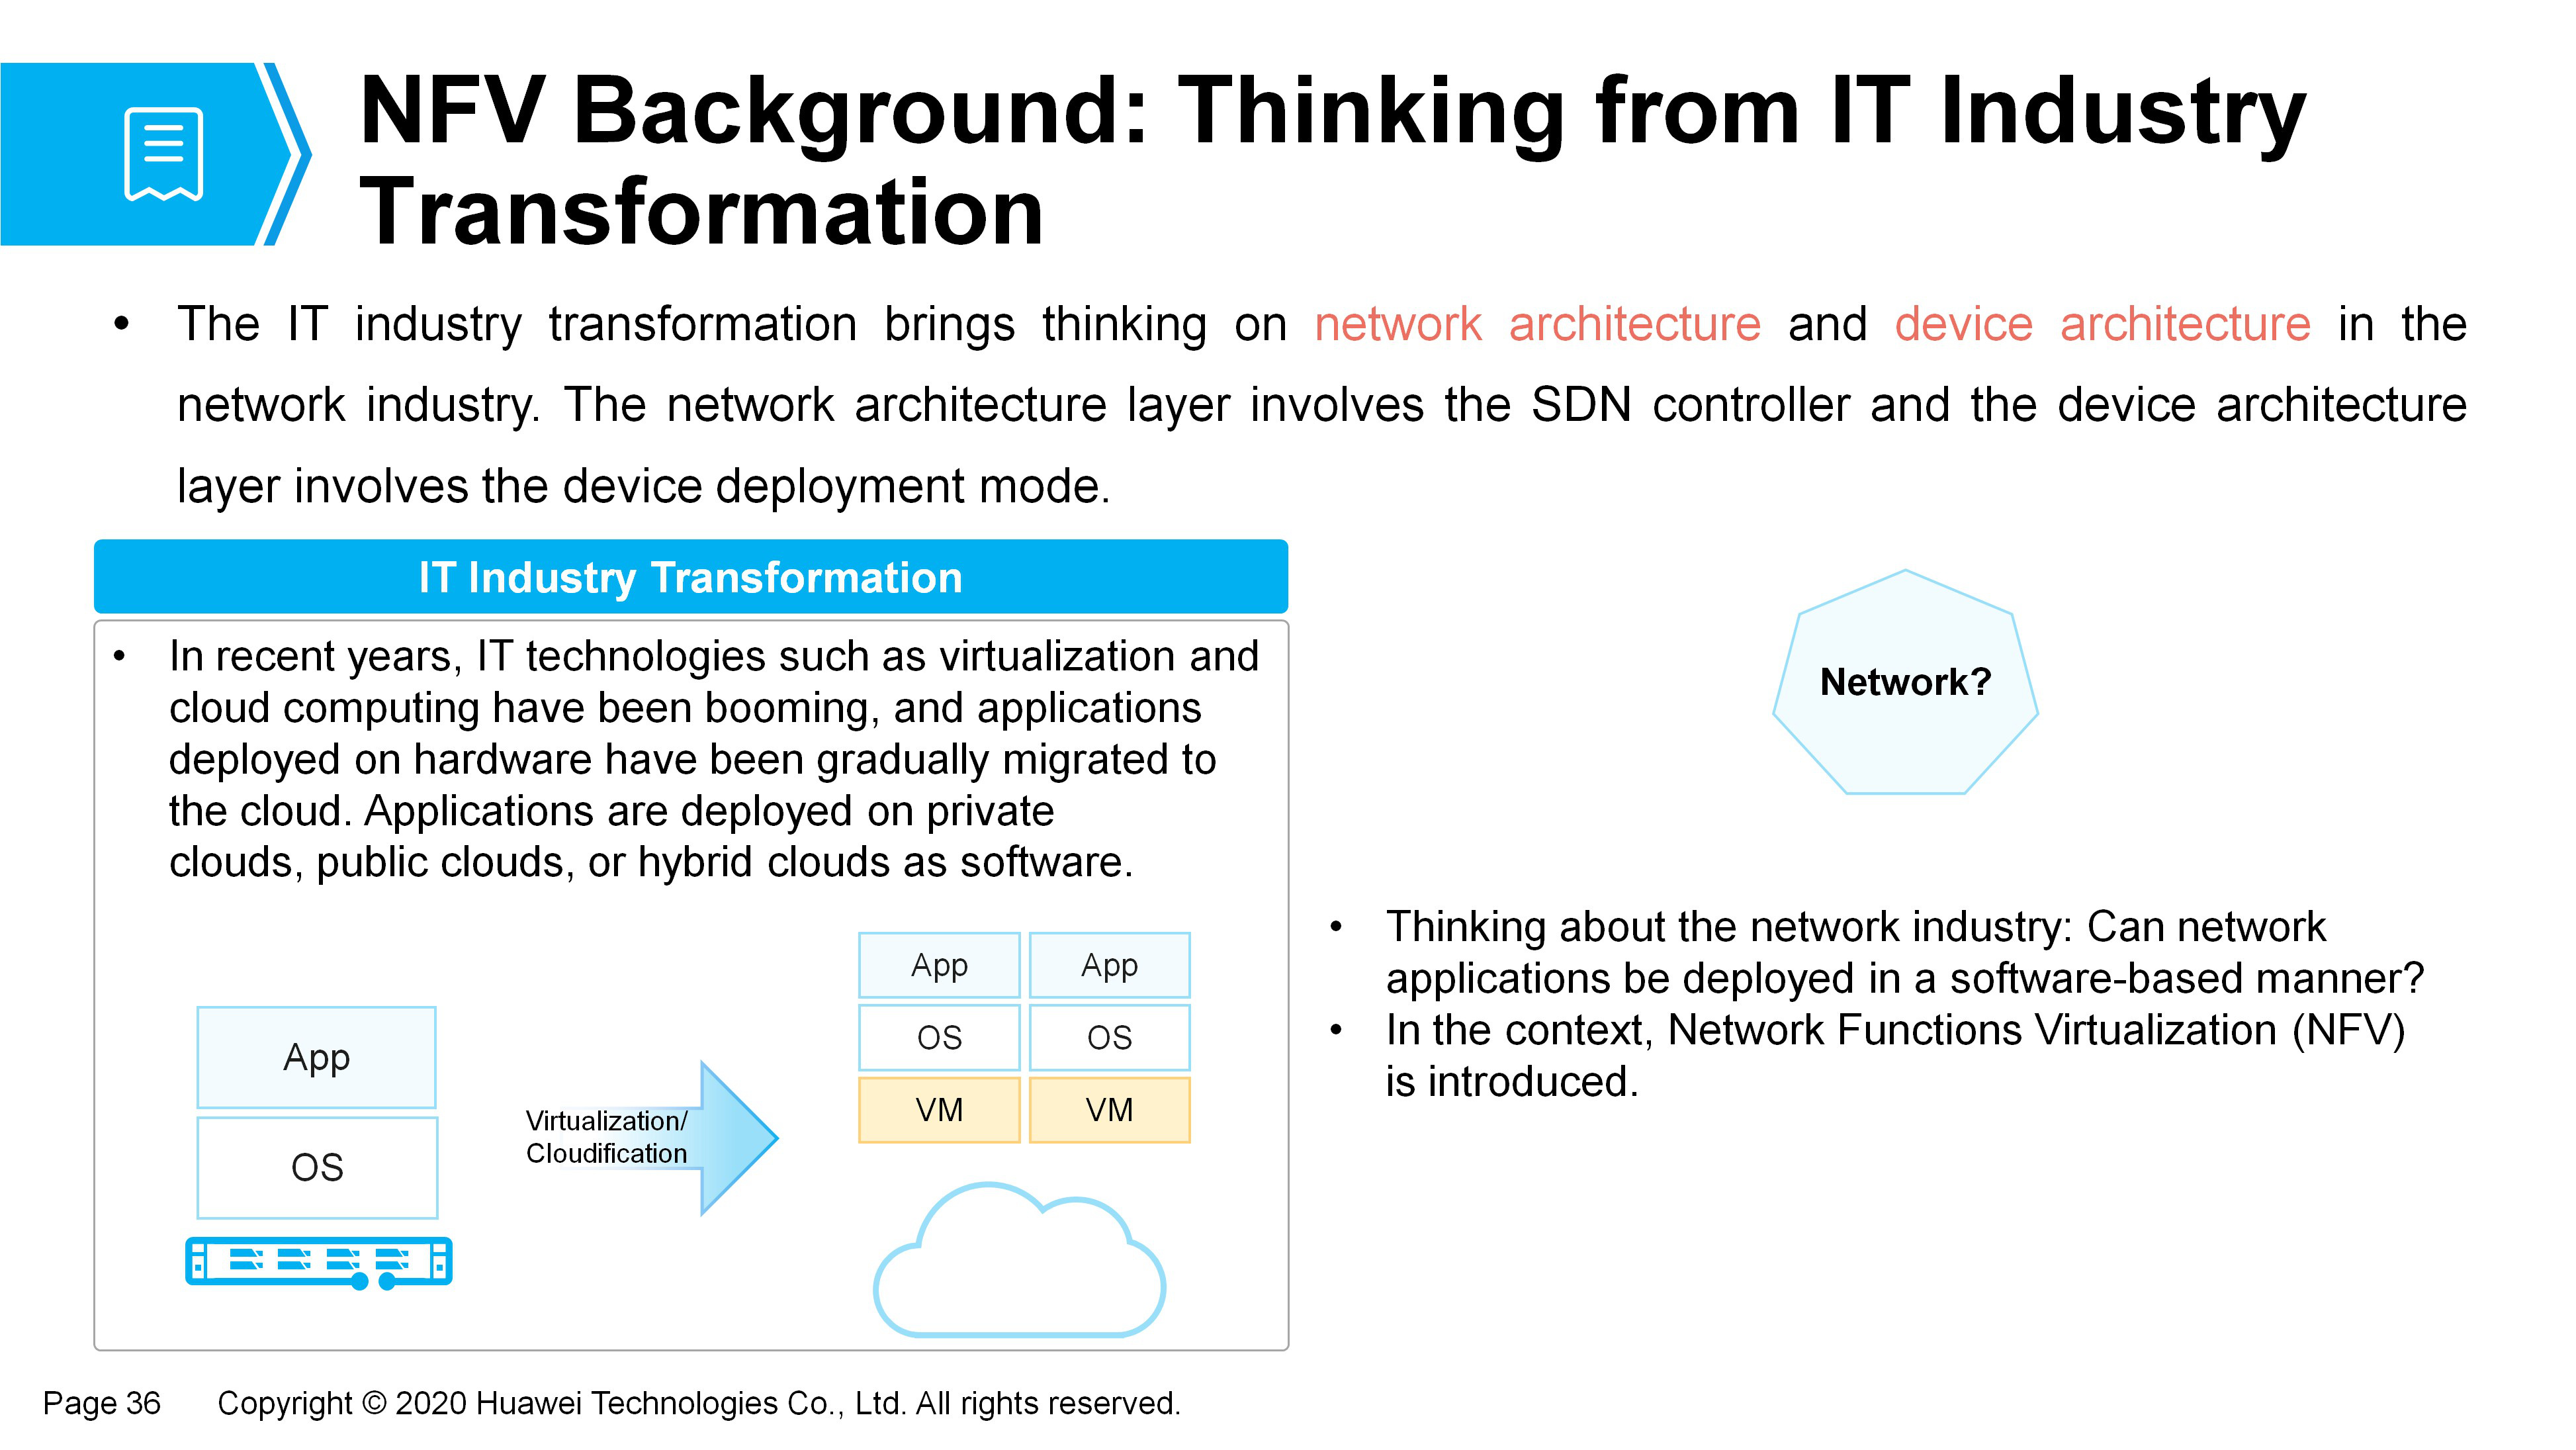 NFV Background: Thinking from IT Industry
Transformation
• The IT industry transformation brings thinking on network architecture and device architecture in the
network industry. The network architecture layer involves the SDN controller and the device architecture
layer involves the device deployment mode.
IT Industry Transformation
• In recent years, IT technologies such as virtualization and
cloud computing have been booming, and applications
deployed on hardware have been gradually migrated to
the cloud. Applications are deployed on private
clouds, public clouds, or hybrid clouds as software.
App
OS
Virtualization/
Cloudification
App App
OS OS
VM VM
Network?
• Thinking about the network industry: Can network
applications be deployed in a software-based manner?
• In the context, Network Functions Virtualization (NFV)
is introduced.
Page 36 Copyright © 2020 Huawei Technologies Co., Ltd. All rights reserved.